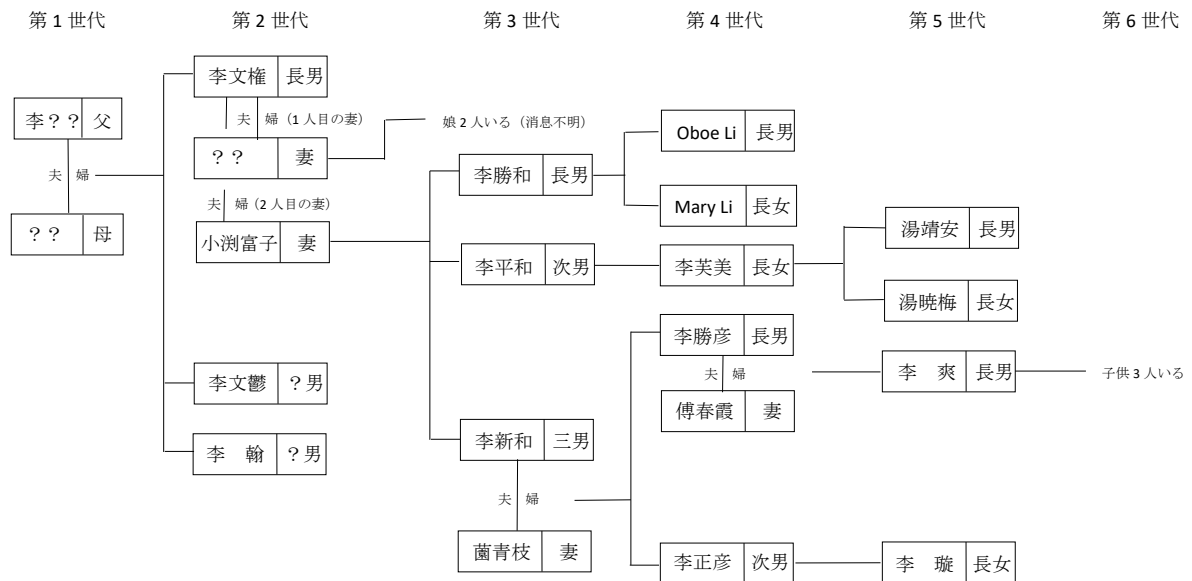 第 1 世代 第 2 世代 第 3 世代 第 4 世代 第 5 世代 第 6 世代
李文権 長男
李？？ 父
夫 婦（1 人目の妻）
娘 2 人いる（消息不明）
Oboe Li 長男
？？ 妻
李勝和 長男
夫 婦
夫 婦（2 人目の妻）
Mary Li 長女
？？ 母
小渕富子 妻
湯靖安 長男
李平和 次男
李芙美 長女
湯暁梅 長女
李勝彦 長男
李文鬱 ？男
夫 婦
李　爽 長男
子供 3 人いる
傅春霞 妻
李新和 三男
李　翰 ？男
夫 婦
薗青枝 妻
李正彦 次男
李　璇 長女